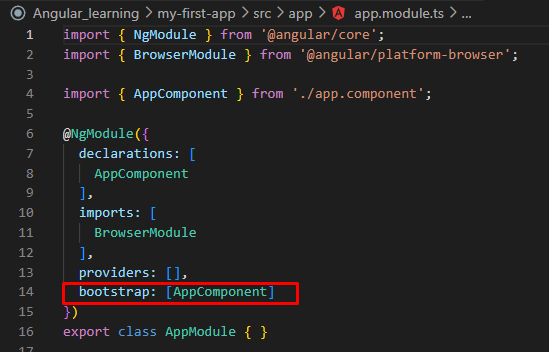 Angular_learning > my-first-app > src > app > app.module.ts > ...
1 import { NgModule } from '@angular/core';
2 import { BrowserModule } from '@angular/platform-browser';
3
4 import { AppComponent } from './app.component';
5
6 @NgModule({
7   declarations: [
8     AppComponent
9   ],
10   imports: [
11     BrowserModule
12   ],
13   providers: [],
14   bootstrap: [AppComponent]
15 })
16 export class AppModule { }
17